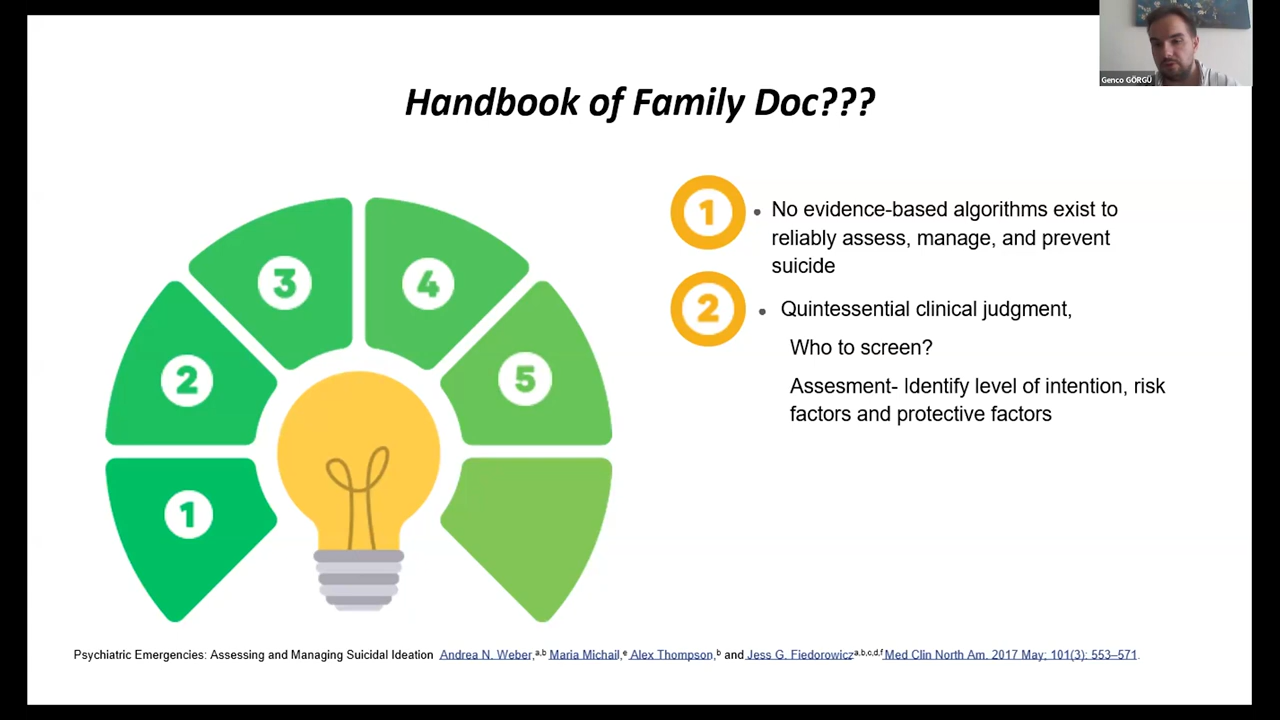 Genco GÖRGÜ
Handbook of Family Doc???
3
4
2
5
1
1
• No evidence-based algorithms exist to
reliably assess, manage, and prevent
suicide
2
• Quintessential clinical judgment,
Who to screen?
Assesment- Identify level of intention, risk
factors and protective factors
Psychiatric Emergencies: Assessing and Managing Suicidal Ideation Andrea N. Weber,a,b Maria Michail,e Alex Thompson,b and Jess G. Fiedorowicza,b,c,d,f Med Clin North Am. 2017 May; 101(3): 553–571.